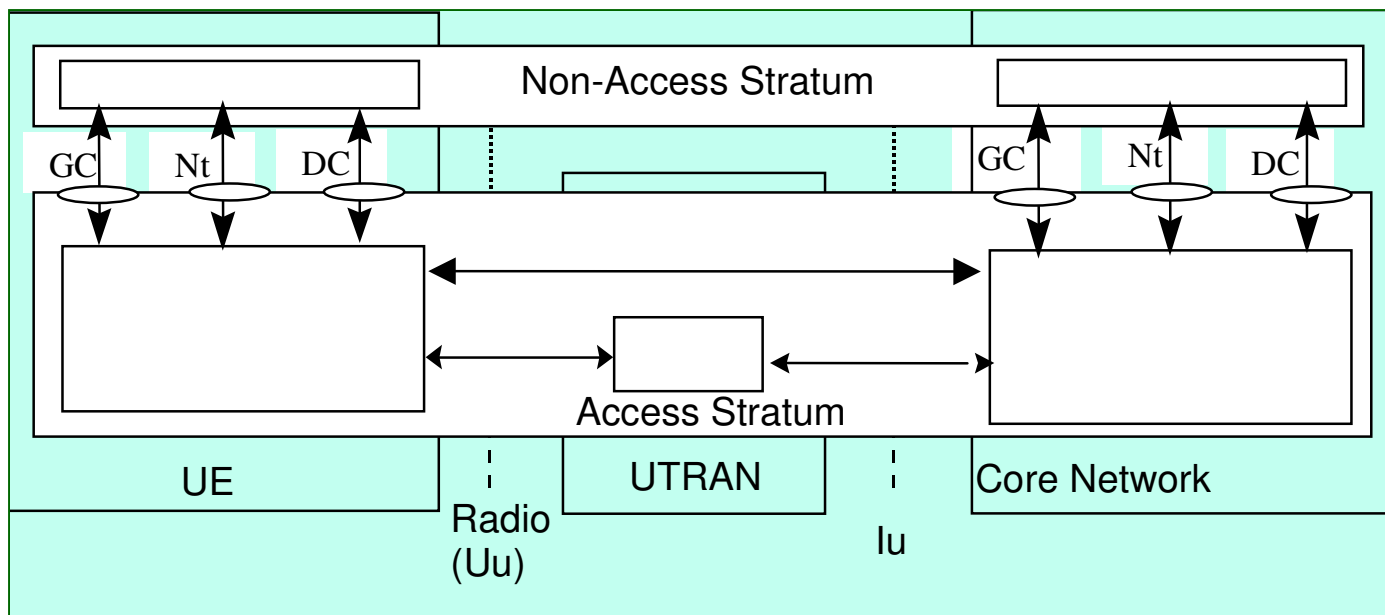 Non-Access Stratum
GC
Nt
DC
GC
Nt
DC
Access Stratum
UE
UTRAN
Core Network
Radio
(Uu)
Iu